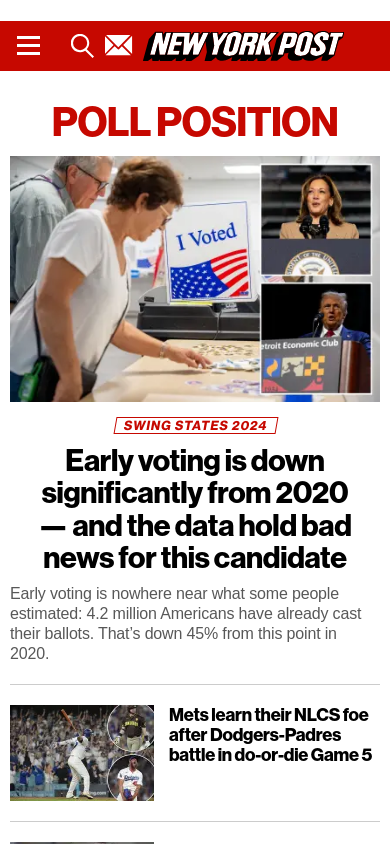 NEW YORK POST
POLL POSITION
I Voted
etroit Economic Club
SWING STATES 2024
Early voting is down
significantly from 2020
— and the data hold bad
news for this candidate
Early voting is nowhere near what some people
estimated: 4.2 million Americans have already cast
their ballots. That’s down 45% from this point in
2020.
Mets learn their NLCS foe
after Dodgers-Padres
battle in do-or-die Game 5